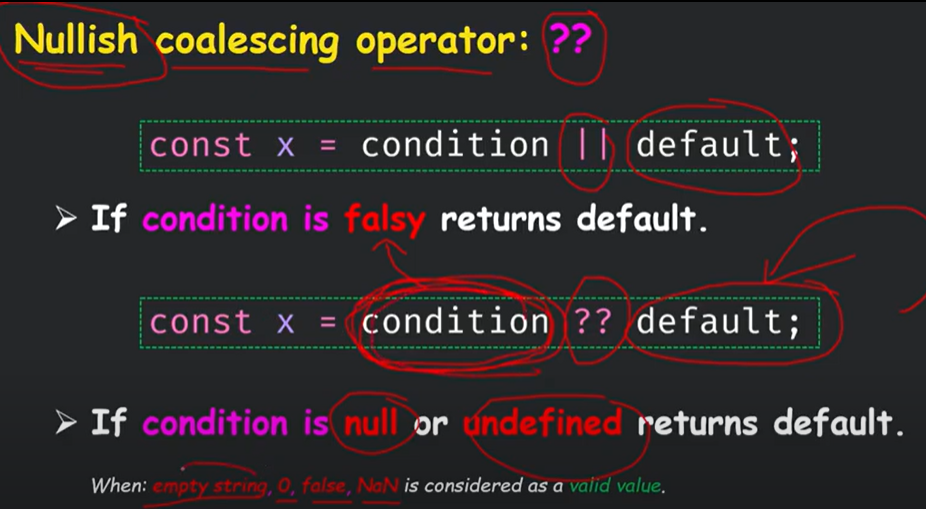 Nullish coalescing operator: ??
const x = condition || default;
➢ If condition is falsy returns default.
const x = condition ?? default;
➢ If condition is null or undefined returns default.
When: empty string, 0, false, NaN is considered as a valid value.